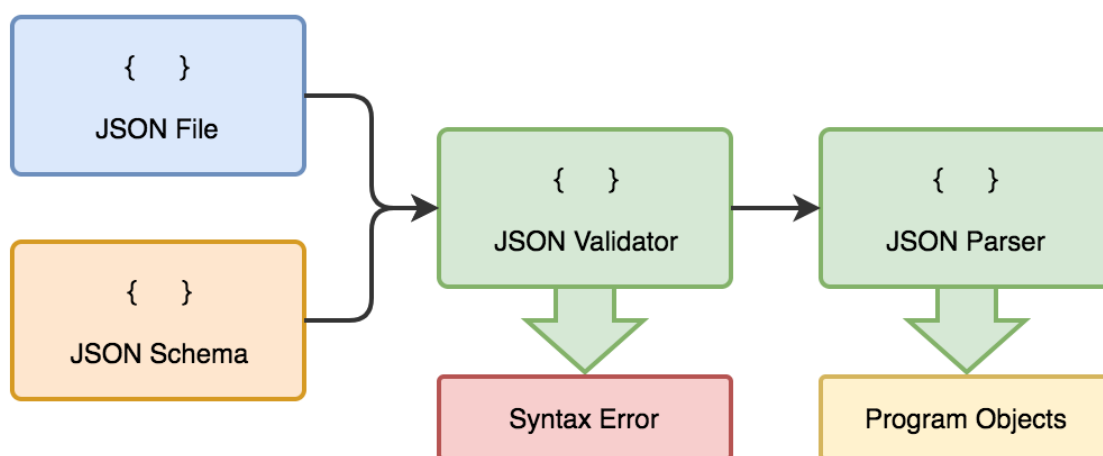 { }
JSON File
{ }
JSON Schema
{ }
JSON Validator
{ }
JSON Parser
Syntax Error
Program Objects